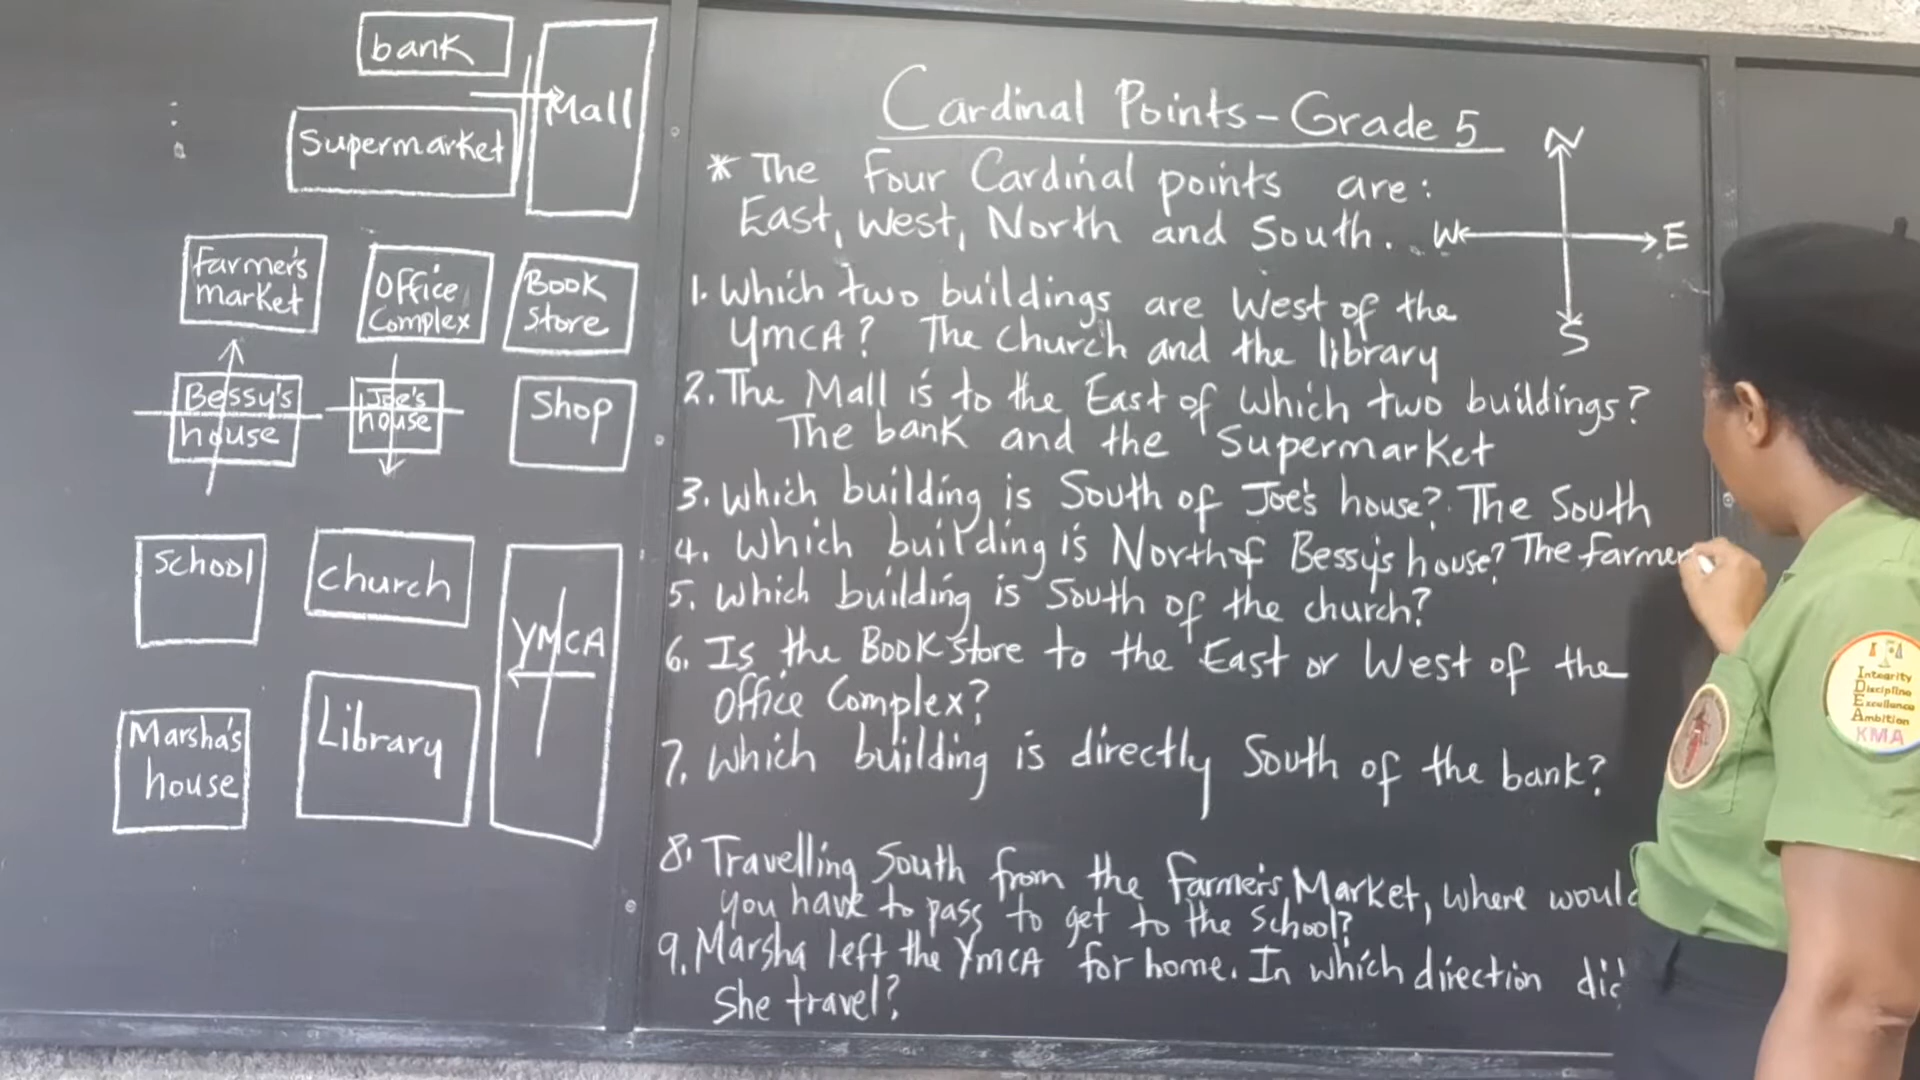 bank
Mall
Supermarket
Farmer's
market
Office
Complex
Book
Store
Bessy's
house
Joe's
house
Shop
School
church
YMCA
Marsha's
house
Library
Cardinal Points - Grade 5
* The Four Cardinal points are:
East, West, North and South.
N
W
E
S
1. Which two buildings are West of the
YmCA? The church and the library
2. The Mall is to the East of which two buildings?
The bank and the Supermarket
3. Which building is South of Joe's house? The South
4. Which building is North of Bessy's house? The farmer
5. Which building is South of the church?
6. Is the Book store to the East or West of the
Office Complex?
7. Which building is directly South of the bank?
8. Travelling South from the Farmer's Market, where would
you have to pass to get to the School?
9. Marsha left the YmCA for home. In which direction did
She travel?
Integrity
Discipline
Excellence
Ambition
KMA